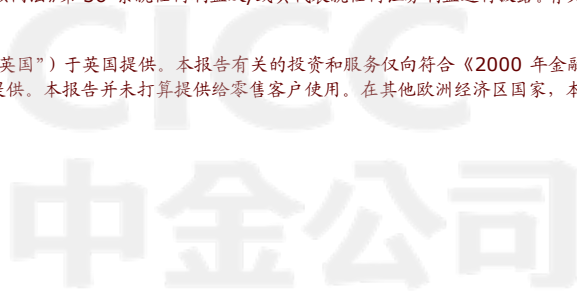 英国”）于英国提供。本报告有关的投资和服务仅向符合《2000 年金融
提供。本报告并未打算提供给零售客户使用。在其他欧洲经济区国家，本
CICC
中金公司